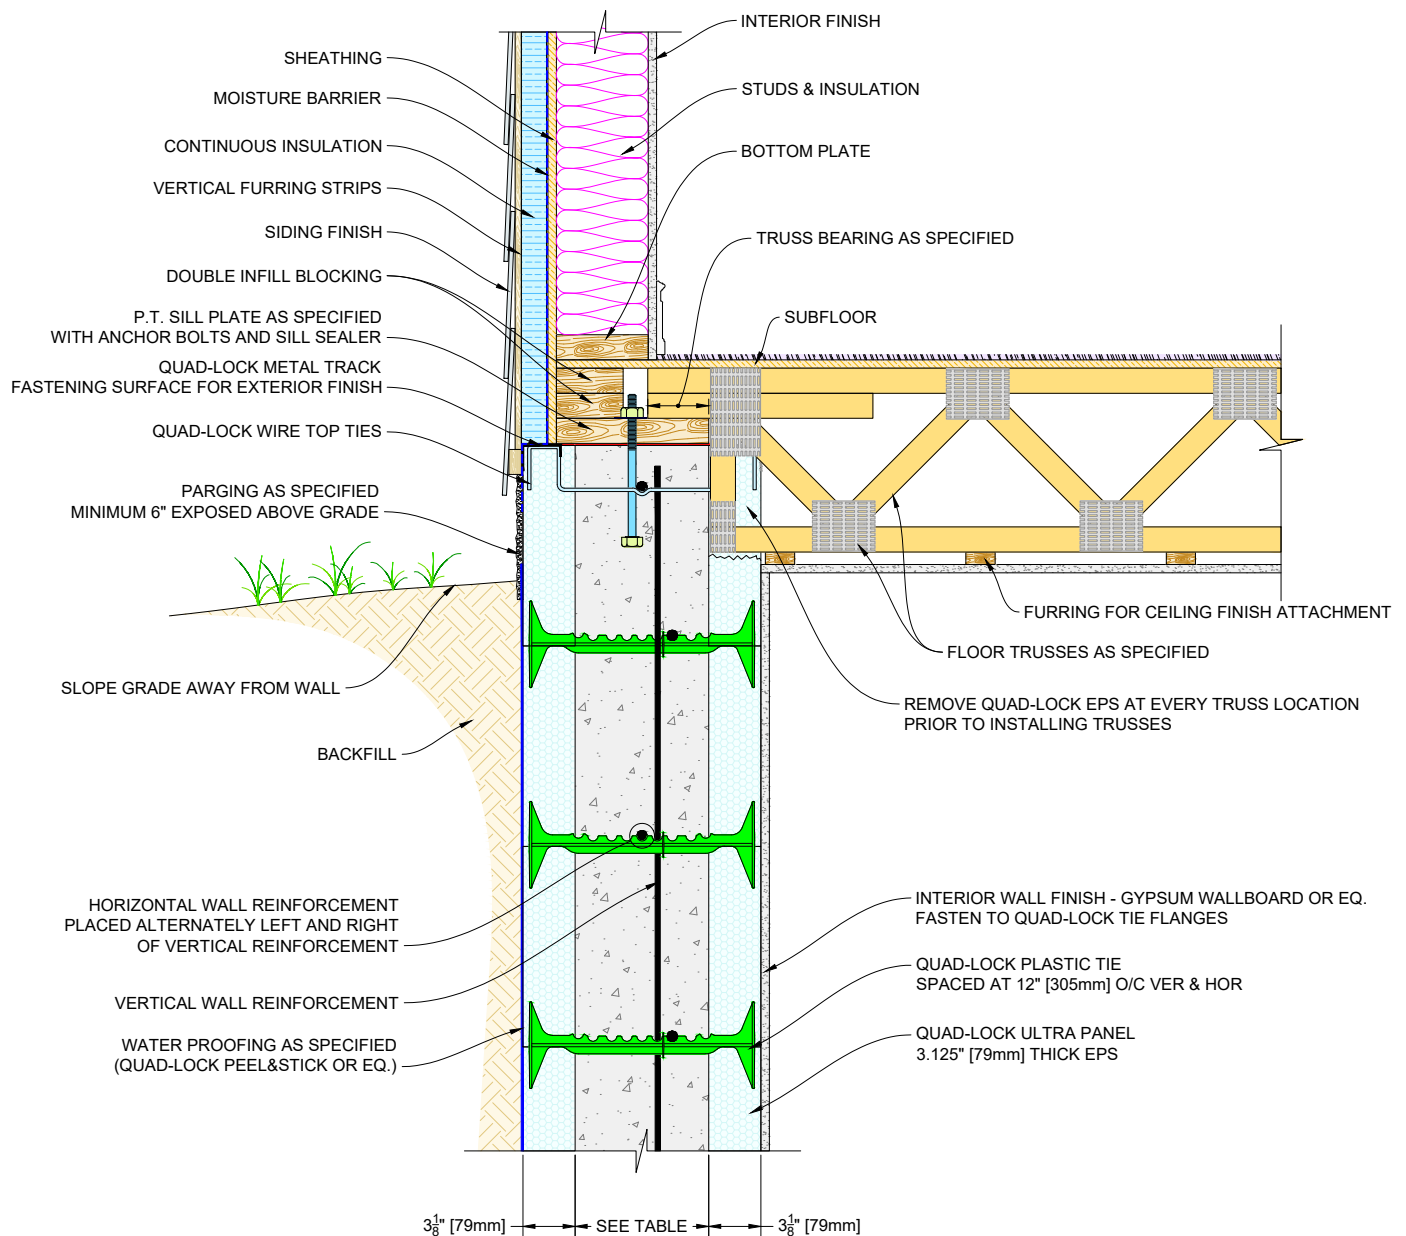 SHEATHING
MOISTURE BARRIER
CONTINUOUS INSULATION
VERTICAL FURRING STRIPS
SIDING FINISH
DOUBLE INFILL BLOCKING
P.T. SILL PLATE AS SPECIFIED
WITH ANCHOR BOLTS AND SILL SEALER
QUAD-LOCK METAL TRACK
FASTENING SURFACE FOR EXTERIOR FINISH
QUAD-LOCK WIRE TOP TIES
PARGING AS SPECIFIED
MINIMUM 6" EXPOSED ABOVE GRADE
SLOPE GRADE AWAY FROM WALL
BACKFILL
HORIZONTAL WALL REINFORCEMENT
PLACED ALTERNATELY LEFT AND RIGHT
OF VERTICAL REINFORCEMENT
VERTICAL WALL REINFORCEMENT
WATER PROOFING AS SPECIFIED
(QUAD-LOCK PEEL&STICK OR EQ.)
INTERIOR FINISH
STUDS & INSULATION
BOTTOM PLATE
TRUSS BEARING AS SPECIFIED
SUBFLOOR
FURRING FOR CEILING FINISH ATTACHMENT
FLOOR TRUSSES AS SPECIFIED
REMOVE QUAD-LOCK EPS AT EVERY TRUSS LOCATION
PRIOR TO INSTALLING TRUSSES
INTERIOR WALL FINISH - GYPSUM WALLBOARD OR EQ.
FASTEN TO QUAD-LOCK TIE FLANGES
QUAD-LOCK PLASTIC TIE
SPACED AT 12" [305mm] O/C VER & HOR
QUAD-LOCK ULTRA PANEL
3.125" [79mm] THICK EPS
3 1/8" [79mm]
SEE TABLE
3 1/8" [79mm]